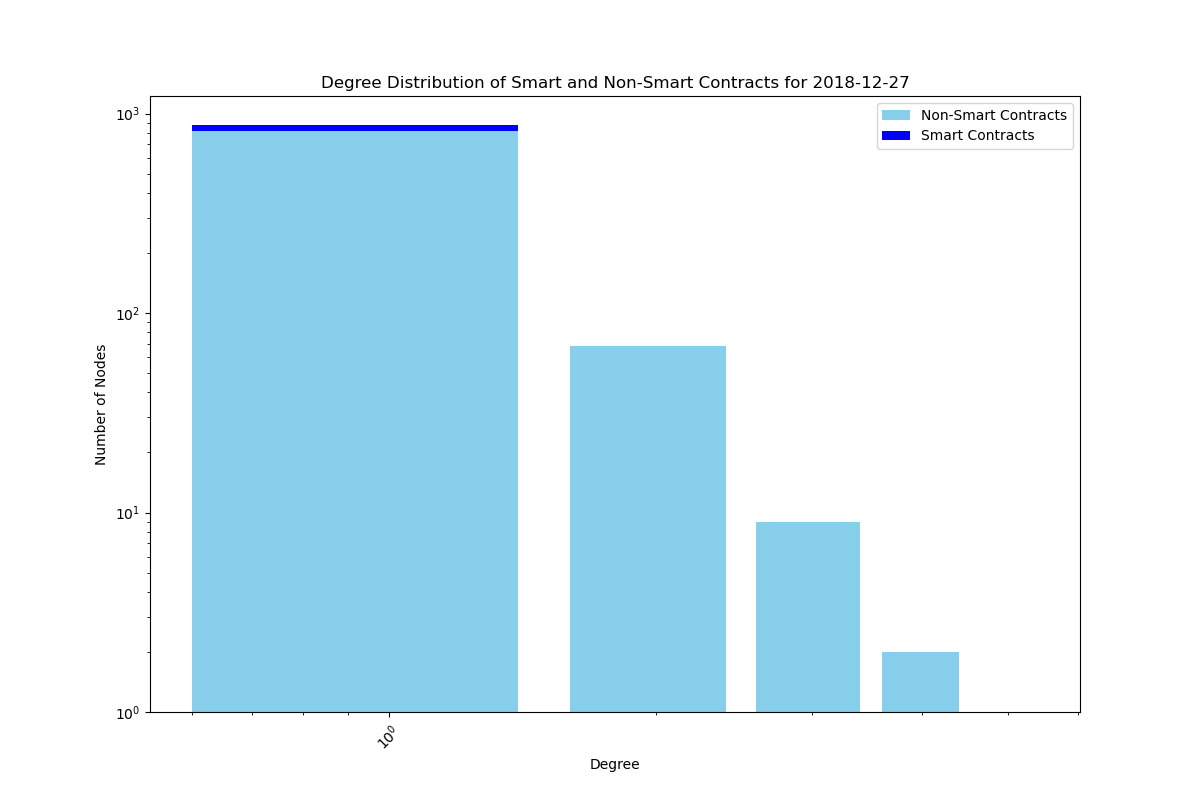 Degree Distribution of Smart and Non-Smart Contracts for 2018-12-27
Non-Smart Contracts
Smart Contracts
Number of Nodes
10³
10²
10¹
10⁰
10⁰
Degree